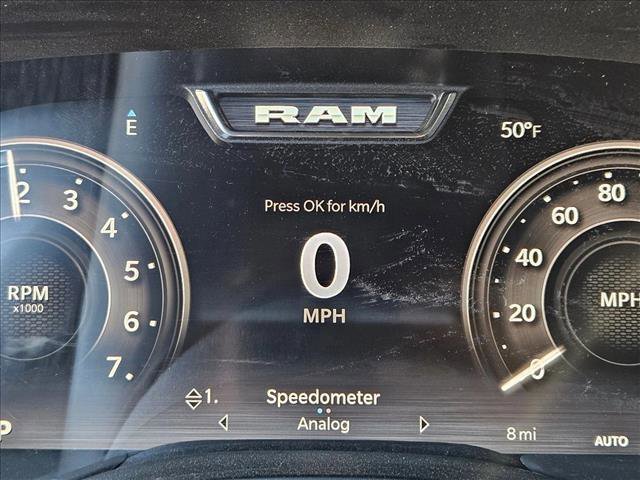 RAM
E
50°F
Press OK for km/h
0
MPH
2
3
4
5
6
7
RPM
x1000
80
60
40
20
0
MPH
1.
Speedometer
Analog
P
8 mi
AUTO